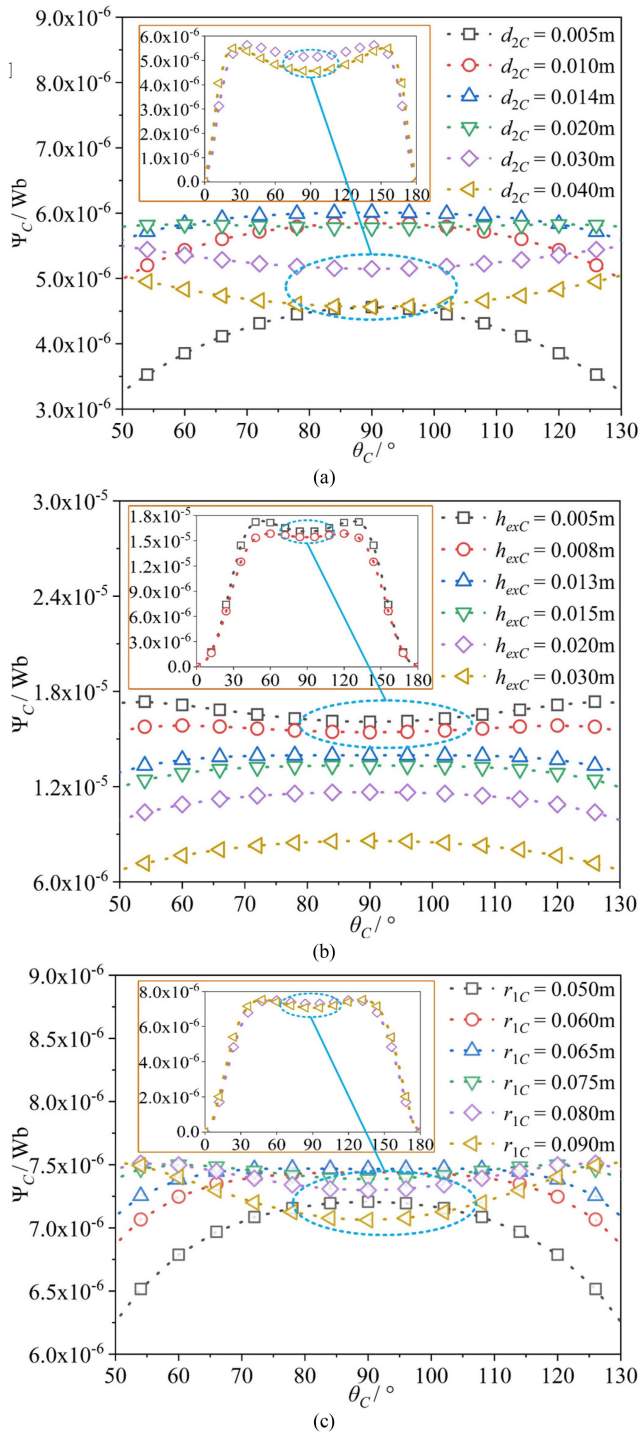 9.0x10⁻⁶
8.0x10⁻⁶
7.0x10⁻⁶
6.0x10⁻⁶
5.0x10⁻⁶
4.0x10⁻⁶
3.0x10⁻⁶
Ψ_C / Wb
6.0x10⁻⁶
5.0x10⁻⁶
4.0x10⁻⁶
3.0x10⁻⁶
2.0x10⁻⁶
1.0x10⁻⁶
0.0
0 30 60 90 120 150 180
d_2C = 0.005m
d_2C = 0.010m
d_2C = 0.014m
d_2C = 0.020m
d_2C = 0.030m
d_2C = 0.040m
50 60 70 80 90 100 110 120 130
θ_C / °
(a)
3.0x10⁻⁵
2.4x10⁻⁵
1.8x10⁻⁵
1.2x10⁻⁵
6.0x10⁻⁶
Ψ_C / Wb
1.8x10⁻⁵
1.5x10⁻⁵
1.2x10⁻⁵
9.0x10⁻⁶
6.0x10⁻⁶
3.0x10⁻⁶
0.0
0 30 60 90 120 150 180
h_exC = 0.005m
h_exC = 0.008m
h_exC = 0.013m
h_exC = 0.015m
h_exC = 0.020m
h_exC = 0.030m
50 60 70 80 90 100 110 120 130
θ_C / °
(b)
9.0x10⁻⁶
8.5x10⁻⁶
8.0x10⁻⁶
7.5x10⁻⁶
7.0x10⁻⁶
6.5x10⁻⁶
6.0x10⁻⁶
Ψ_C / Wb
8.0x10⁻⁶
6.0x10⁻⁶
4.0x10⁻⁶
2.0x10⁻⁶
0.0
0 30 60 90 120 150 180
r_1C = 0.050m
r_1C = 0.060m
r_1C = 0.065m
r_1C = 0.075m
r_1C = 0.080m
r_1C = 0.090m
50 60 70 80 90 100 110 120 130
θ_C / °
(c)